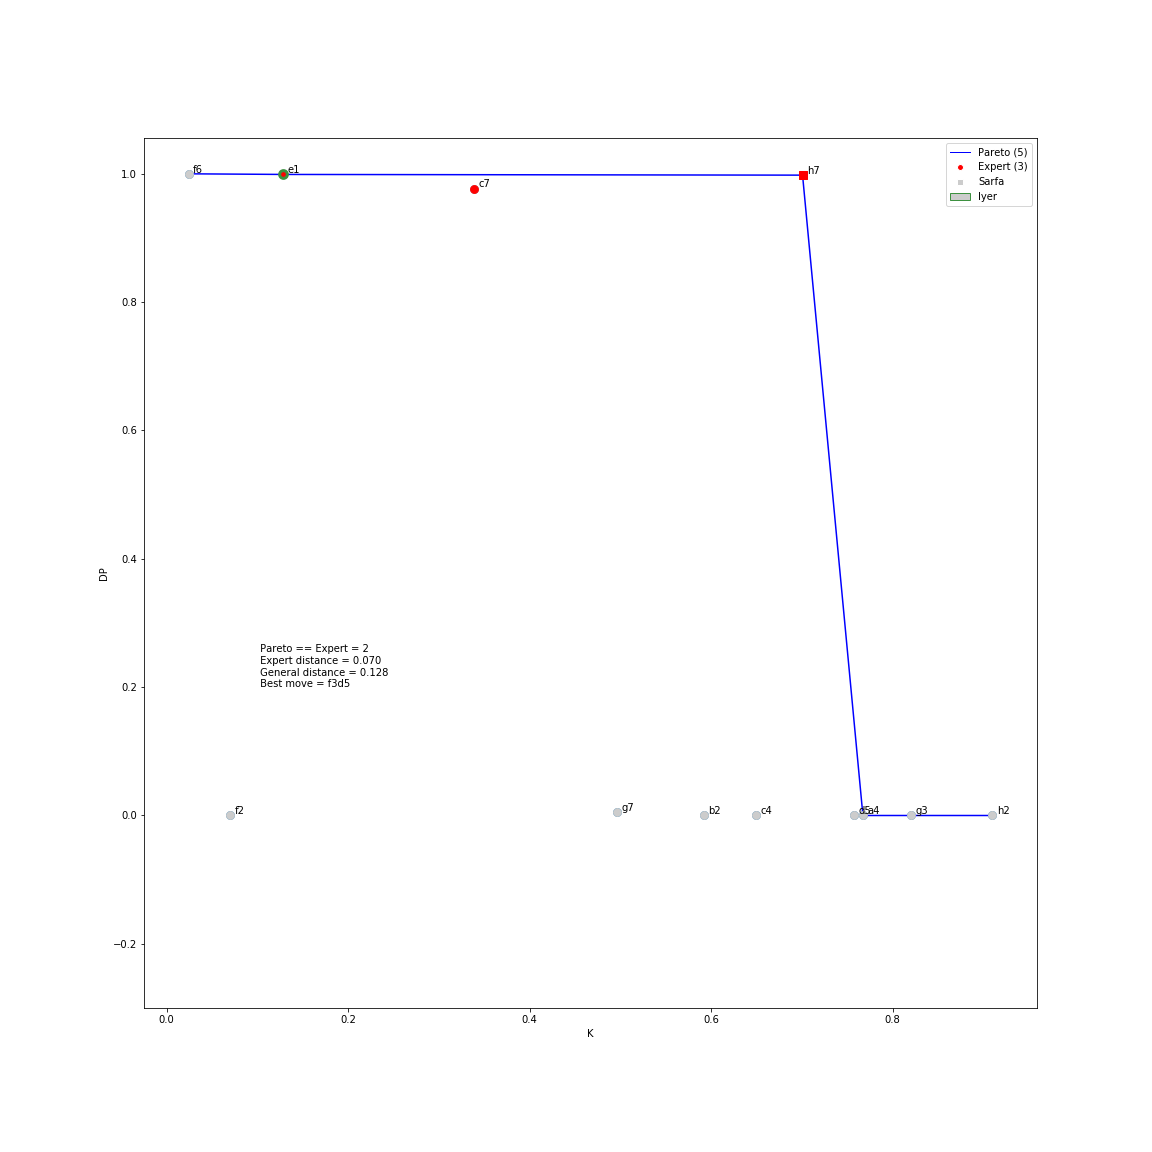 f6
e1
c7
h7
Pareto (5)
Expert (3)
Sarfa
Iyer
1.0
0.8
0.6
0.4
0.2
0.0
−0.2
DP
Pareto == Expert = 2
Expert distance = 0.070
General distance = 0.128
Best move = f3d5
f2
g7
b2
c4
a4
g3
h2
0.0
0.2
0.4
0.6
0.8
K